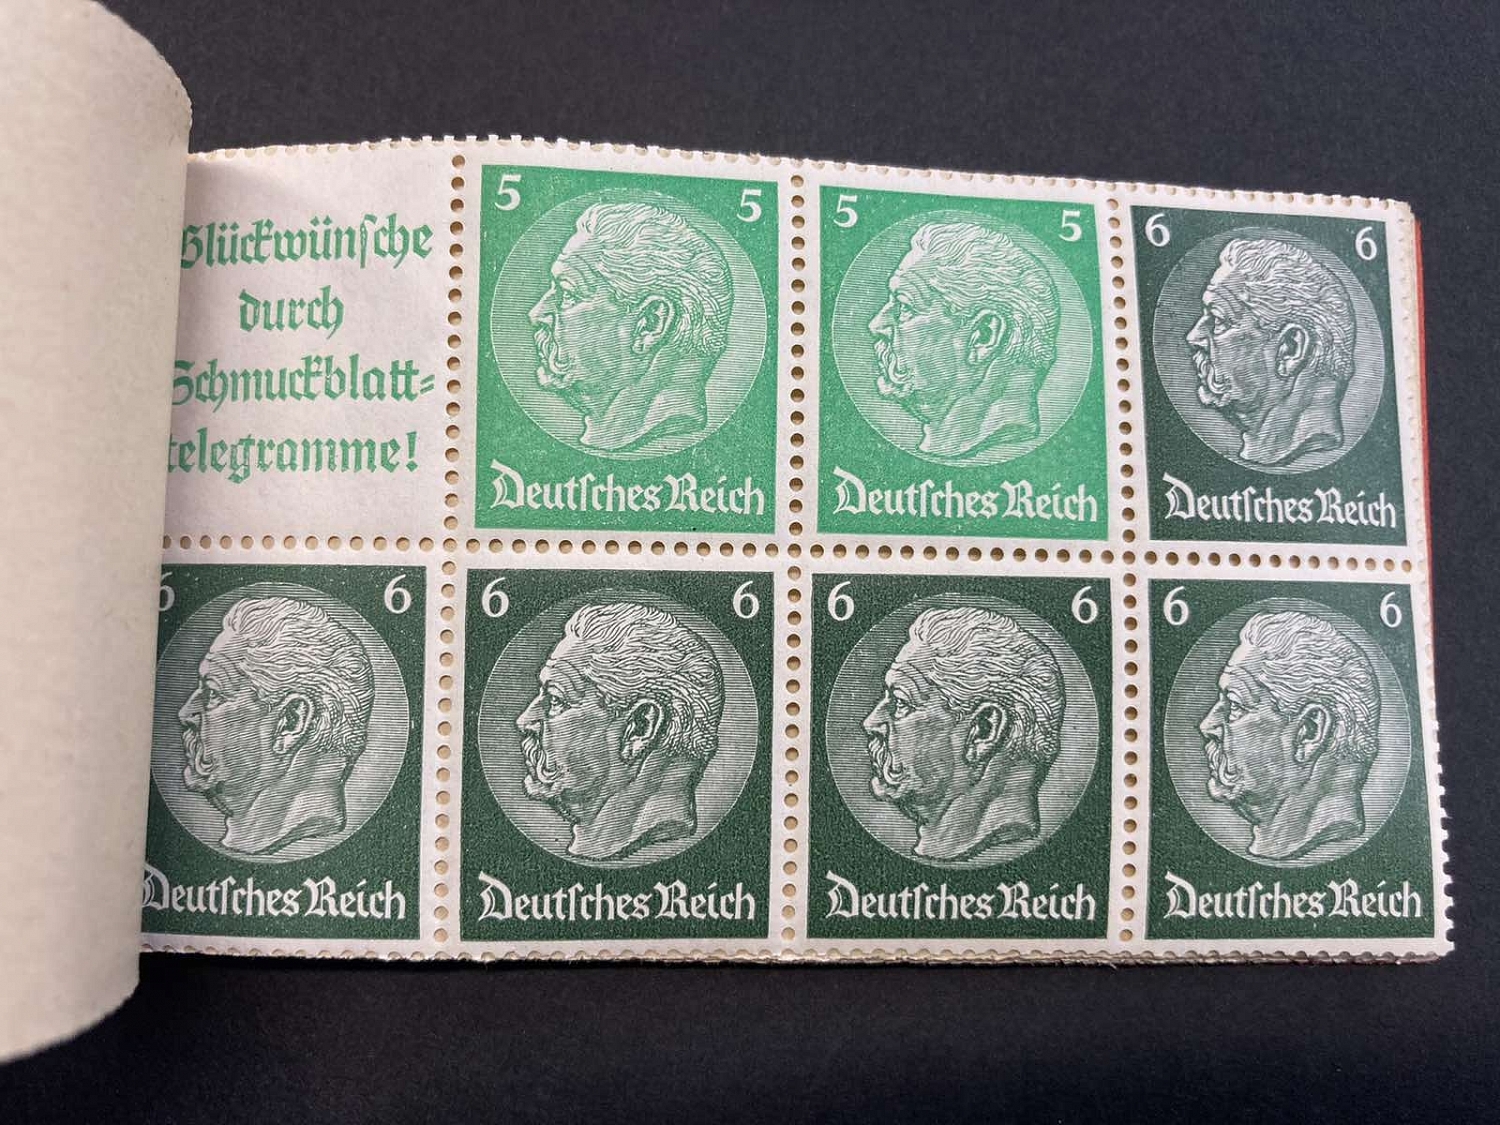 Glückwünsche
durch
Schmuckblatt-
telegramme!
5 5
Deutsches Reich
5 5
Deutsches Reich
6 6
Deutsches Reich
6 6
Deutsches Reich
6 6
Deutsches Reich
6 6
Deutsches Reich
6 6
Deutsches Reich